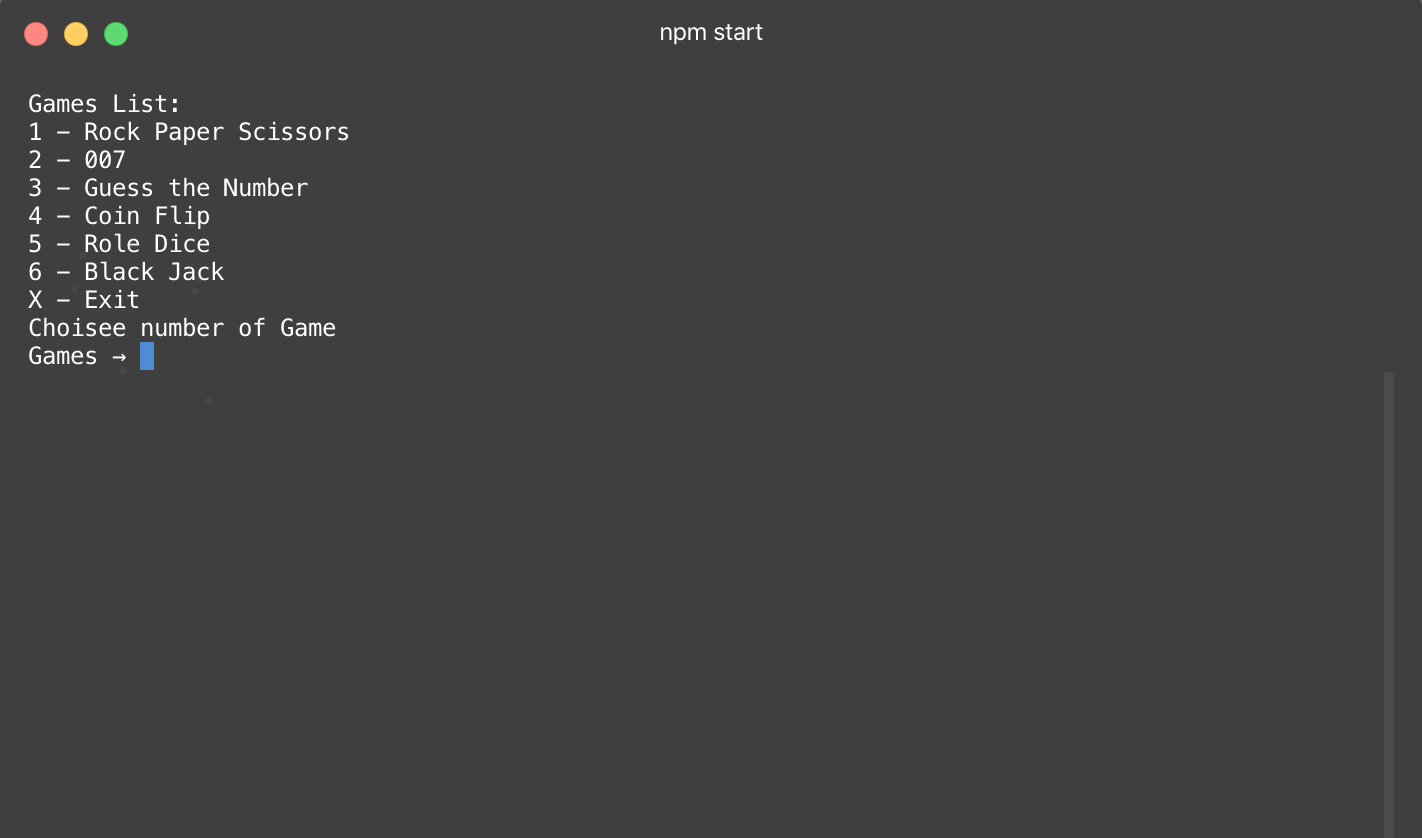 npm start
Games List:
1 – Rock Paper Scissors
2 – 007
3 – Guess the Number
4 – Coin Flip
5 – Role Dice
6 – Black Jack
X – Exit
Choisee number of Game
Games →